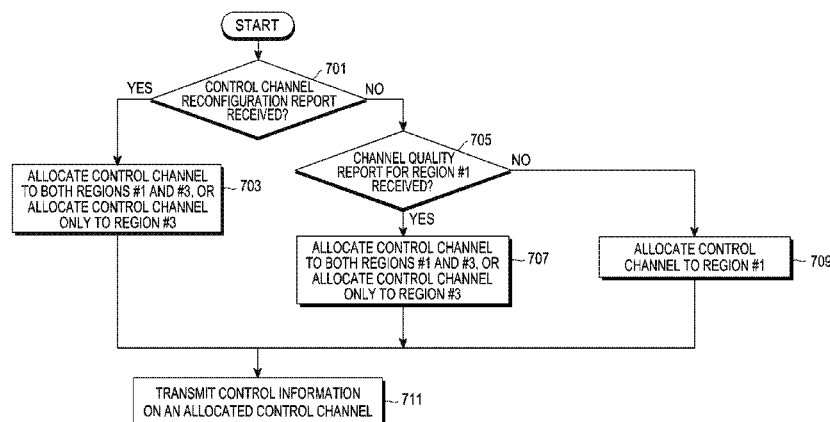 START
701
YES
CONTROL CHANNEL
RECONFIGURATION REPORT
RECEIVED?
NO
705
CHANNEL QUALITY
REPORT FOR REGION #1
RECEIVED?
NO
YES
ALLOCATE CONTROL CHANNEL
TO BOTH REGIONS #1 AND #3, OR
ALLOCATE CONTROL CHANNEL
ONLY TO REGION #3
703
ALLOCATE CONTROL CHANNEL
TO BOTH REGIONS #1 AND #3, OR
ALLOCATE CONTROL CHANNEL
ONLY TO REGION #3
707
ALLOCATE CONTROL
CHANNEL TO REGION #1
709
TRANSMIT CONTROL INFORMATION
ON AN ALLOCATED CONTROL CHANNEL
711